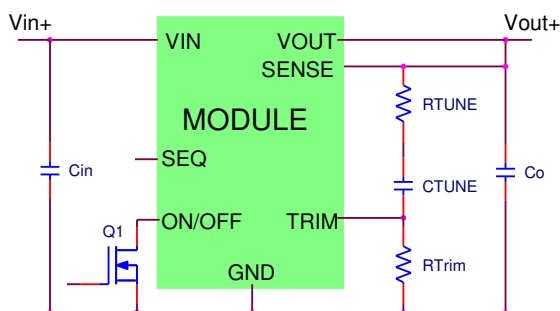 Vin+
Vout+
VIN
VOUT
SENSE
RTUNE
MODULE
SEQ
Cin
CTUNE
Co
Q1
ON/OFF
TRIM
GND
RTrim